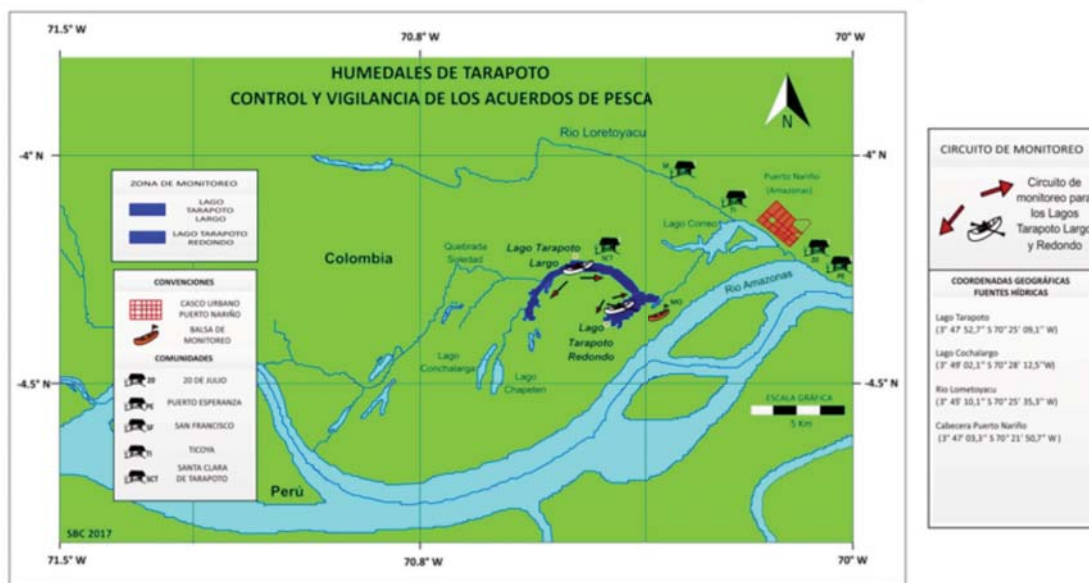 71.5° W
70.8° W
70° W
HUMEDALES DE TARAPOTO
CONTROL Y VIGILANCIA DE LOS ACUERDOS DE PESCA
N
-4° N
-4° N
Rio Loretoyacu
SF
TI
Puerto Nariño
(Amazonas)
Lago Correo
20
PE
ZONA DE MONITOREO
LAGO
TARAPOTO
LARGO
LAGO TARAPOTO
REDONDO
Colombia
Quebrada
Soledad
Lago Tarapoto
Largo
SCT
Rio Amazonas
MO
Lago
Tarapoto
Redondo
Lago
Conchalarga
Lago
Chapeten
CONVENCIONES
CASCO URBANO
PUERTO NARIÑO
BALSA DE
MONITOREO
COMUNIDADES
20 20 DE JULIO
PE PUERTO ESPERANZA
SF SAN FRANCISCO
TI TICOYA
SCT SANTA CLARA
DE TARAPOTO
-4.5° N
-4.5° N
ESCALA GRÁFICA
5 Km
Perú
SBC 2017
71.5° W
70.8° W
70° W
CIRCUITO DE MONITOREO
Circuito de
monitoreo para
los Lagos
Tarapoto Largo
y Redondo
COORDENADAS GEOGRÁFICAS
FUENTES HÍDRICAS
Lago Tarapoto
(3° 47' 52,7'' S 70° 25' 09,1'' W)
Lago Cochalargo
(3° 49' 02,1'' S 70° 28' 12,5'' W)
Rio Lometoyacu
(3° 45' 10,1'' S 70° 25' 35,3'' W)
Cabecera Puerto Nariño
(3° 47' 03,3'' S 70° 21' 50,7'' W )